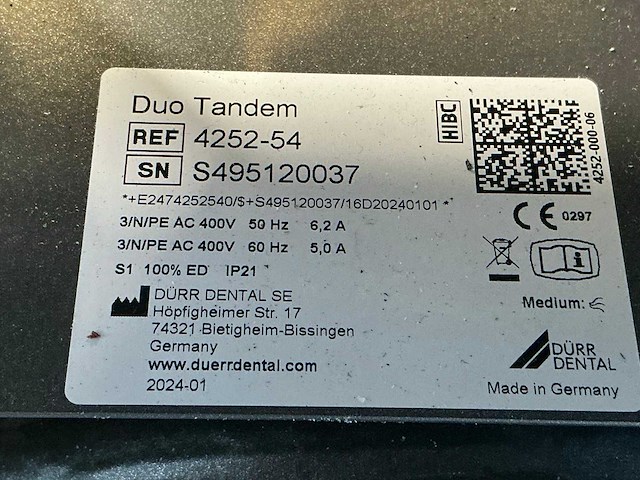 Duo Tandem
HIBC
REF 4252-54
SN S495120037
4252-000-06
*+E2474252540/$+S495120037/16D20240101 *
CE 0297
3/N/PE AC 400V 50 Hz 6,2 A
3/N/PE AC 400V 60 Hz 5,0 A
S1 100% ED IP21
i
DÜRR DENTAL SE
Höpfigheimer Str. 17
74321 Bietigheim-Bissingen
Germany
www.duerrdental.com
2024-01
Medium:
DÜRR
DENTAL
Made in Germany